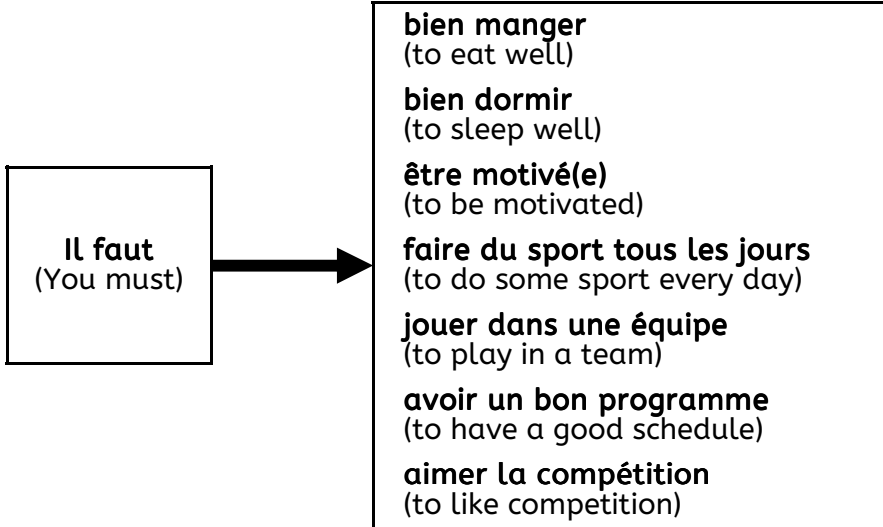 Il faut
(You must)
bien manger
(to eat well)
bien dormir
(to sleep well)
être motivé(e)
(to be motivated)
faire du sport tous les jours
(to do some sport every day)
jouer dans une équipe
(to play in a team)
avoir un bon programme
(to have a good schedule)
aimer la compétition
(to like competition)